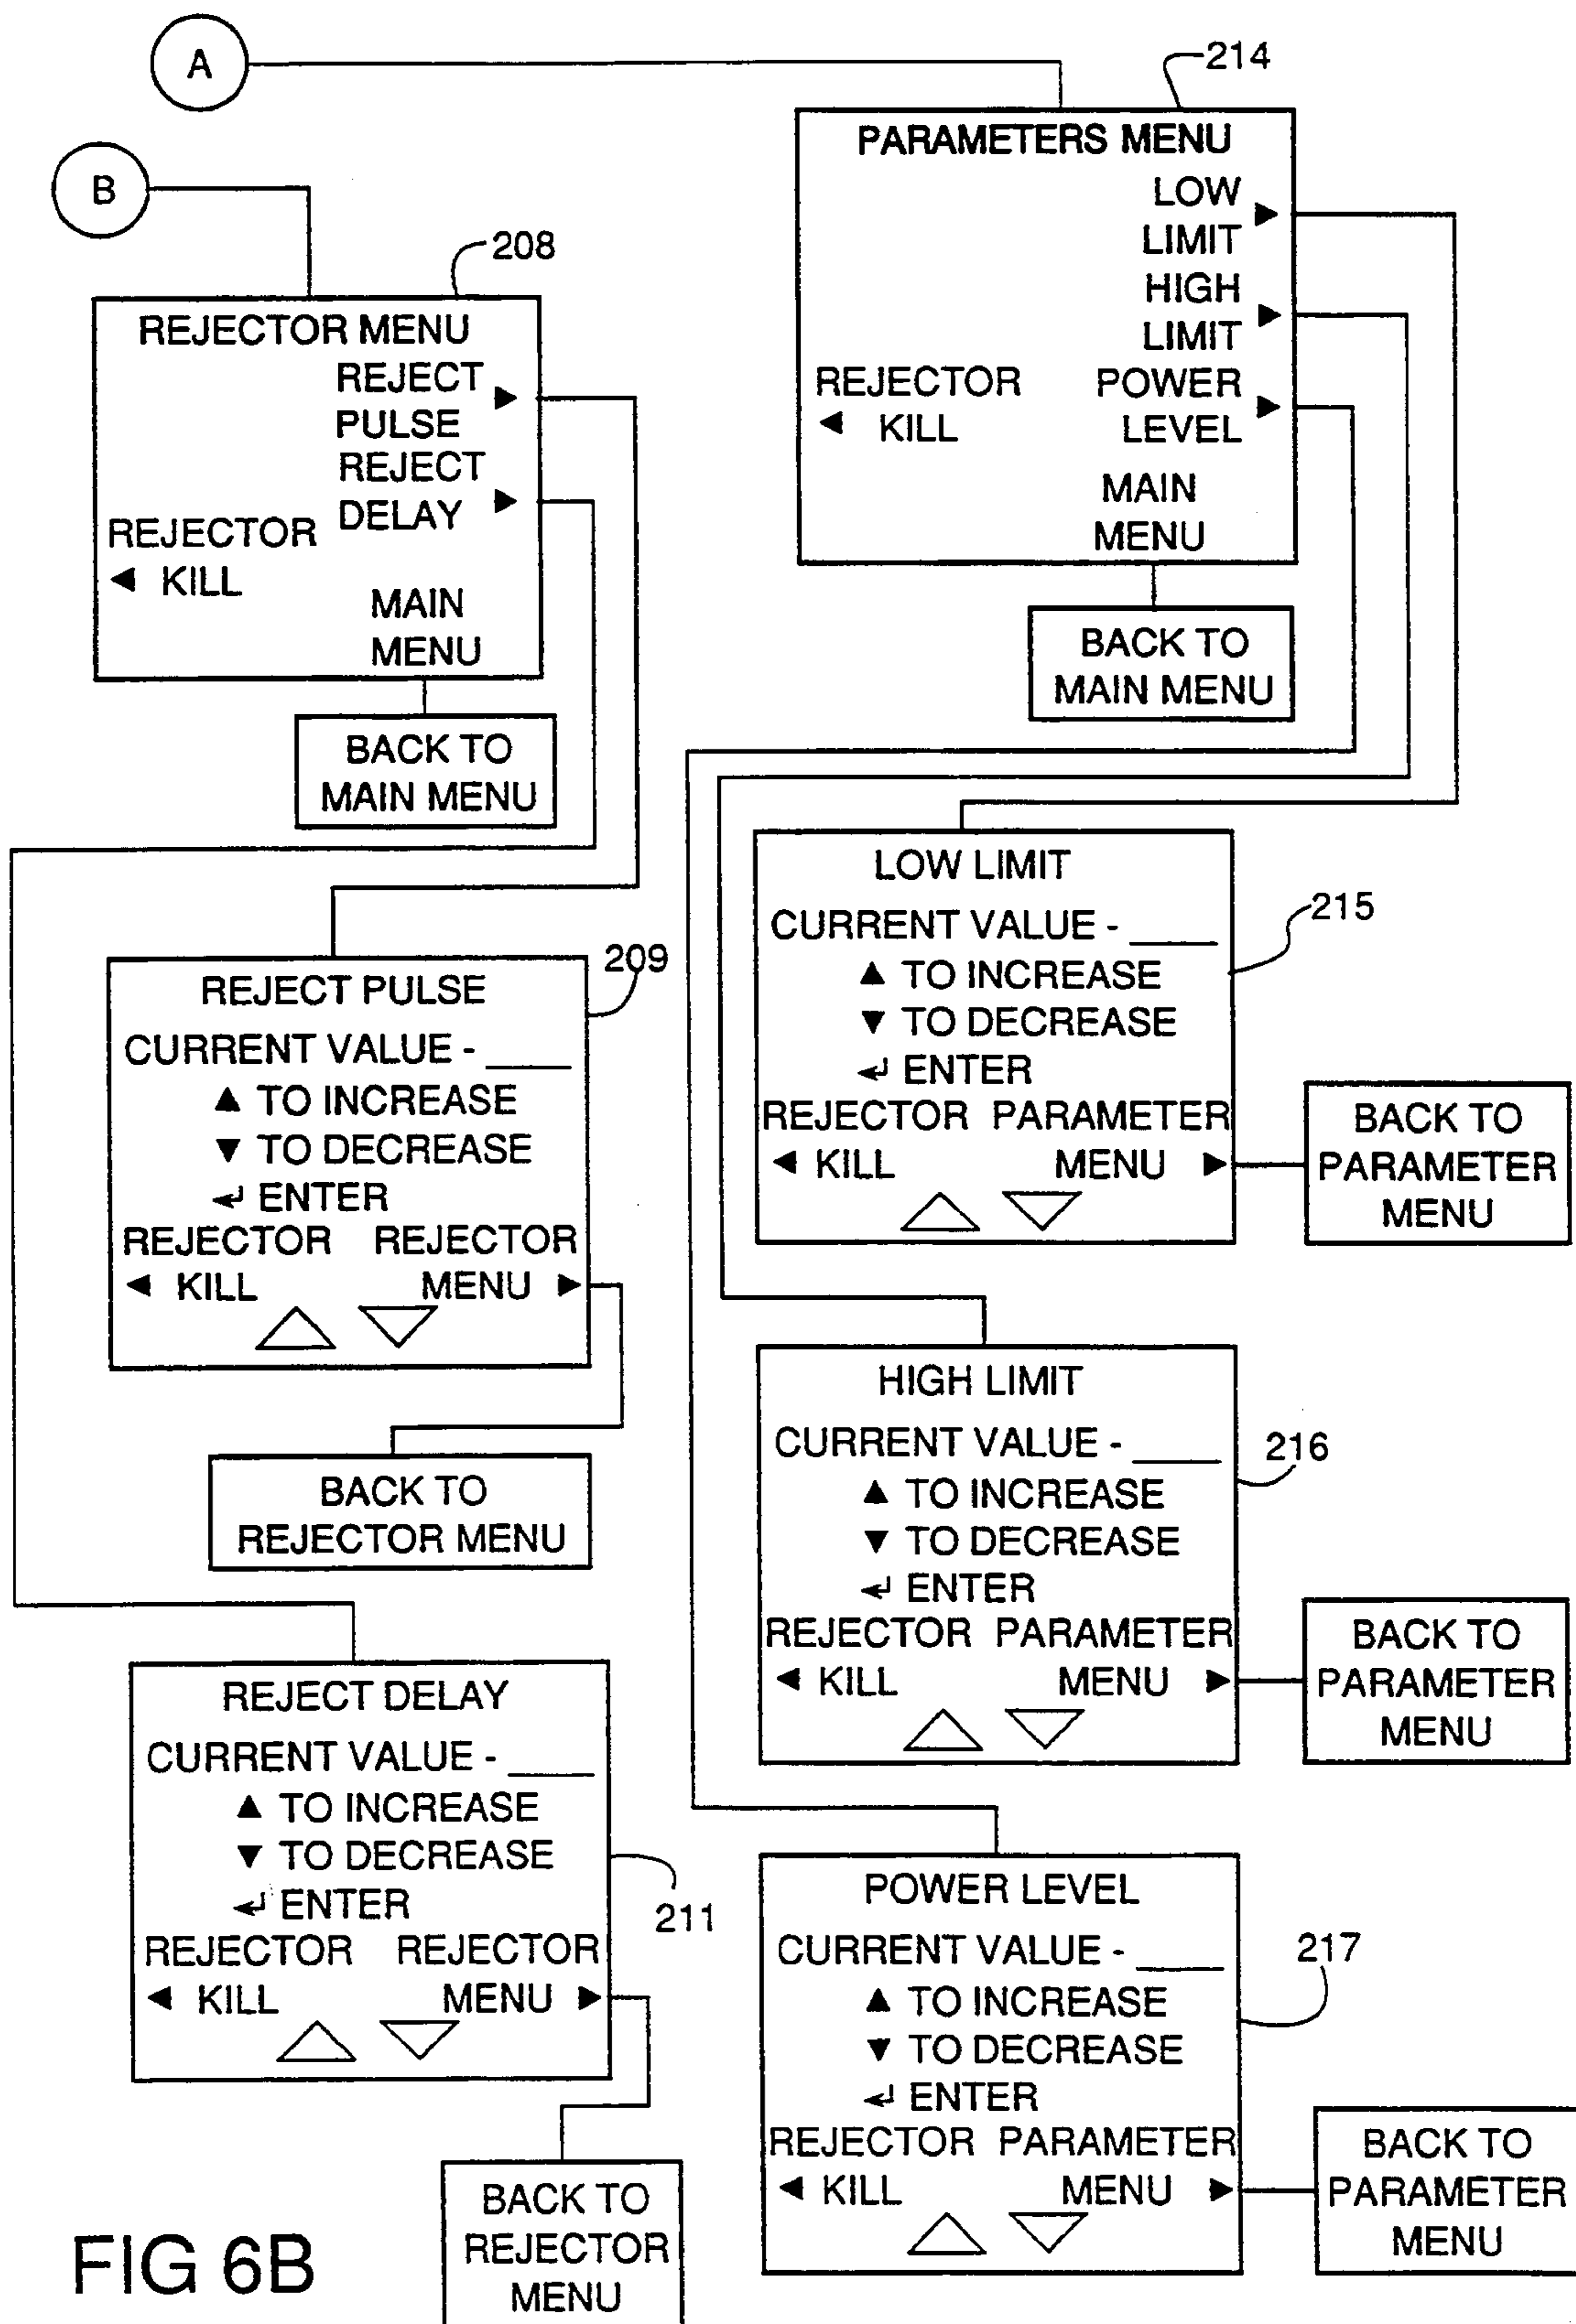 A
214
PARAMETERS MENU
LOW
LIMIT ►
HIGH
LIMIT ►
REJECTOR POWER
◄ KILL LEVEL ►
MAIN
MENU
BACK TO
MAIN MENU
B
208
REJECTOR MENU
REJECT
PULSE ►
REJECT
DELAY ►
REJECTOR
◄ KILL
MAIN
MENU
BACK TO
MAIN MENU
209
REJECT PULSE
CURRENT VALUE - ____
▲ TO INCREASE
▼ TO DECREASE
↵ ENTER
REJECTOR REJECTOR
◄ KILL MENU ►
BACK TO
REJECTOR MENU
REJECT DELAY
CURRENT VALUE - ____
▲ TO INCREASE
▼ TO DECREASE
↵ ENTER
211
REJECTOR REJECTOR
◄ KILL MENU ►
BACK TO
REJECTOR
MENU
LOW LIMIT
215
CURRENT VALUE - ____
▲ TO INCREASE
▼ TO DECREASE
↵ ENTER
REJECTOR PARAMETER
◄ KILL MENU ►
BACK TO
PARAMETER
MENU
HIGH LIMIT
CURRENT VALUE - ____
216
▲ TO INCREASE
▼ TO DECREASE
↵ ENTER
REJECTOR PARAMETER
◄ KILL MENU ►
BACK TO
PARAMETER
MENU
POWER LEVEL
CURRENT VALUE - ____
217
▲ TO INCREASE
▼ TO DECREASE
↵ ENTER
REJECTOR PARAMETER
◄ KILL MENU ►
BACK TO
PARAMETER
MENU
FIG 6B